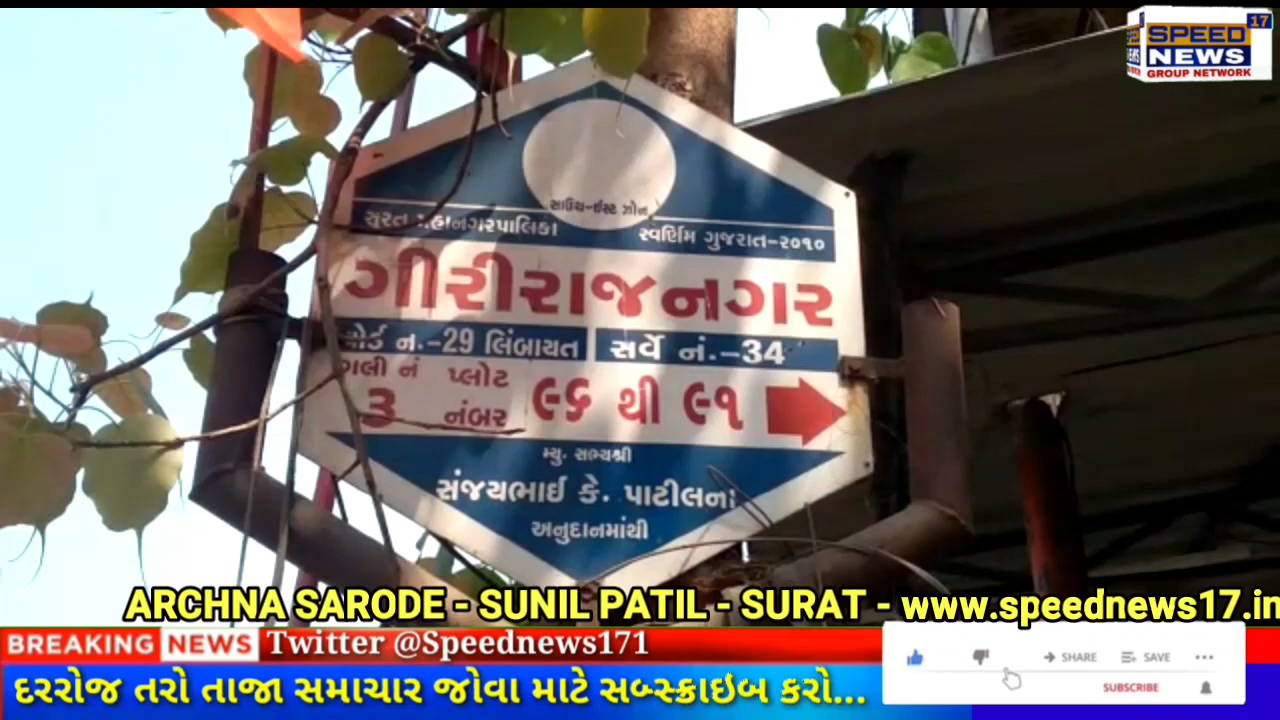 SPEED 17
NEWS
GROUP NETWORK
સાઉથ-ઈસ્ટ ઝોન
સુરત મહાનગરપાલિકા
સ્વર્ણિમ ગુજરાત-૨૦૧૦
ગીરીરાજનગર
વોર્ડ ન.-29 લિંબાયત
સર્વે નં.-34
ગલી નં ૩
પ્લોટ નંબર
૯૬ થી ૯૧
મ્યુ. સભ્યશ્રી
સંજયભાઈ કે. પાટીલનાં
અનુદાનમાંથી
ARCHNA SARODE - SUNIL PATIL - SURAT - www.speednews17.in
BREAKING NEWS Twitter @Speednews171
દરરોજ તરો તાજા સમાચાર જોવા માટે સબ્સ્ક્રાઇબ કરો...
SHARE SAVE
SUBSCRIBE